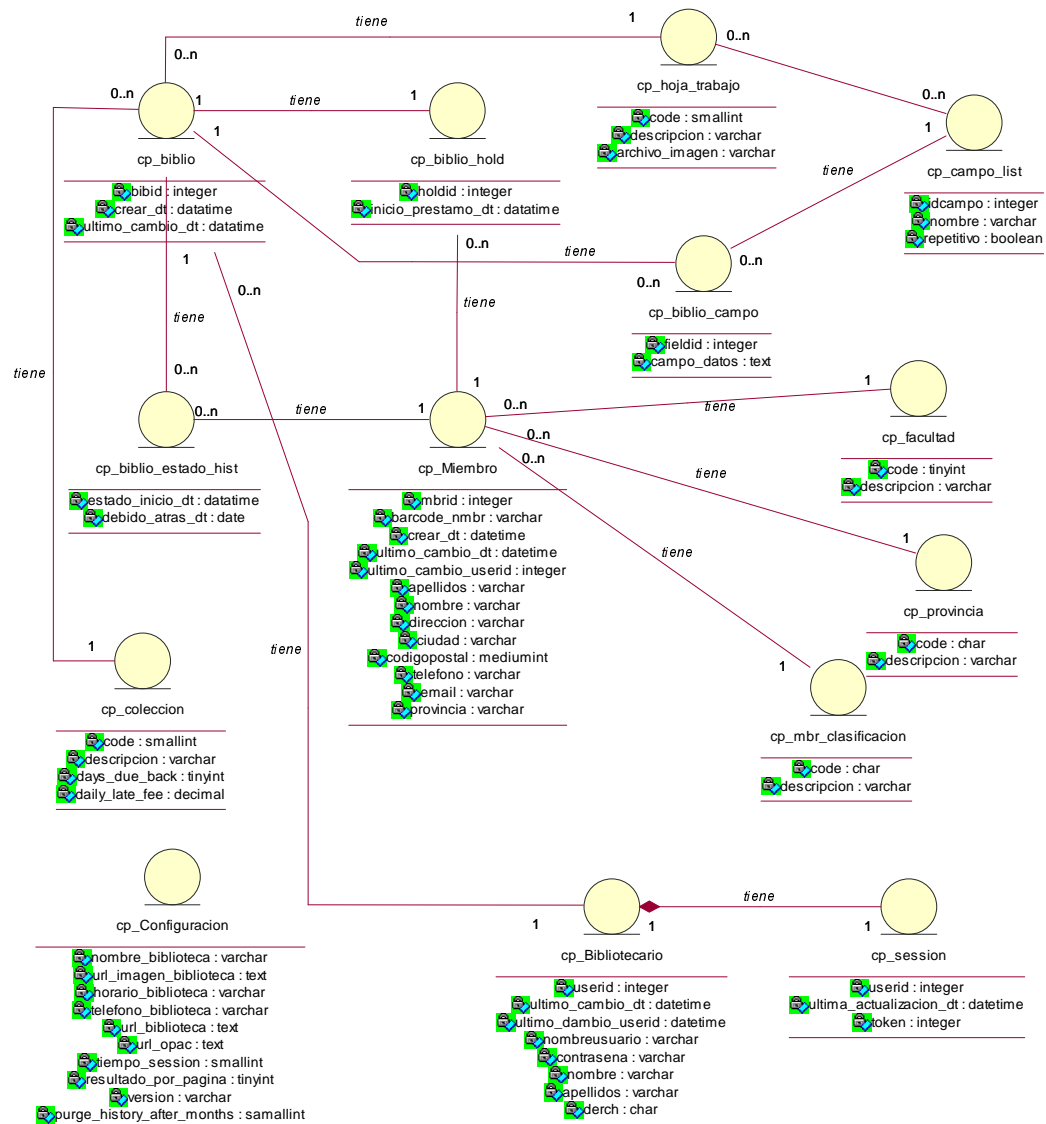 tiene
1
0..n
0..n
0..n
1
tiene
1
1
cp_biblio
cp_biblio_hold
cp_hoja_trabajo
0..n
1
cp_campo_list
bibid : integer
crear_dt : datatime
ultimo_cambio_dt : datatime
holdid : integer
inicio_prestamo_dt : datatime
code : smallint
descripcion : varchar
archivo_imagen : varchar
idcampo : integer
nombre : varchar
repetitivo : boolean
tiene
1
0..n
0..n
tiene
0..n
0..n
cp_biblio_campo
fieldid : integer
campo_datos : text
tiene
tiene
tiene
0..n
0..n
tiene
1
1
0..n
tiene
1
0..n
0..n
cp_biblio_estado_hist
cp_Miembro
cp_facultad
estado_inicio_dt : datatime
debido_atras_dt : date
code : tinyint
descripcion : varchar
tiene
1
tiene
mbrid : integer
barcode_nmbr : varchar
crear_dt : datetime
ultimo_cambio_dt : datetime
ultimo_cambio_userid : integer
apellidos : varchar
nombre : varchar
direccion : varchar
ciudad : varchar
codigopostal : mediumint
telefono : varchar
email : varchar
provincia : varchar
cp_provincia
code : char
descripcion : varchar
1
tiene
1
cp_coleccion
code : smallint
descripcion : varchar
days_due_back : tinyint
daily_late_fee : decimal
cp_mbr_clasificacion
code : char
descripcion : varchar
cp_Configuracion
nombre_biblioteca : varchar
url_imagen_biblioteca : text
horario_biblioteca : varchar
telefono_biblioteca : varchar
url_biblioteca : text
url_opac : text
tiempo_session : smallint
resultado_por_pagina : tinyint
version : varchar
purge_history_after_months : samallint
1
tiene
1
1
cp_Bibliotecario
userid : integer
ultimo_cambio_dt : datetime
ultimo_dambio_userid : datetime
nombreusuario : varchar
contrasena : varchar
nombre : varchar
apellidos : varchar
derch : char
cp_session
userid : integer
ultima_actualizacion_dt : datetime
token : integer